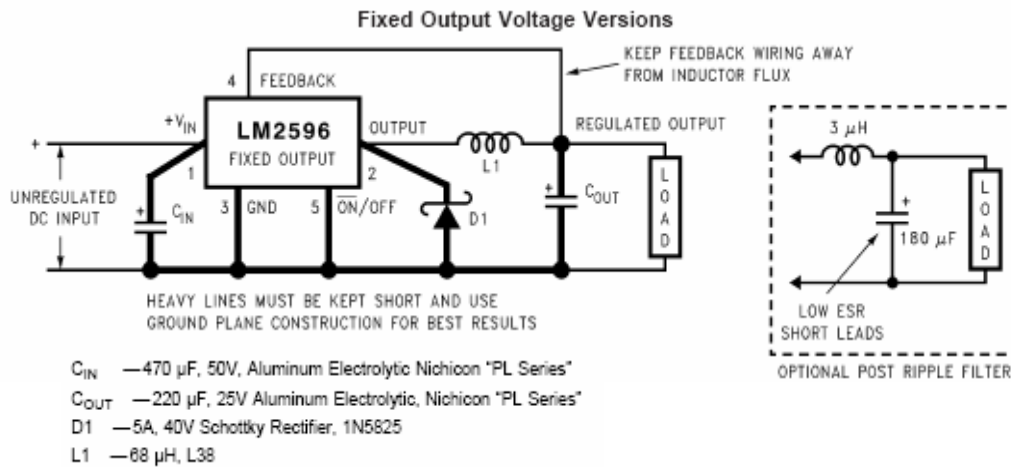 Fixed Output Voltage Versions
KEEP FEEDBACK WIRING AWAY
FROM INDUCTOR FLUX
4 FEEDBACK
+VIN
LM2596
FIXED OUTPUT
OUTPUT
REGULATED OUTPUT
3 µH
+
1
2
L1
UNREGULATED
DC INPUT
+
CIN
3 GND
5 ON/OFF
D1
+
COUT
LOAD
+
180 µF
LOAD
LOW ESR
SHORT LEADS
HEAVY LINES MUST BE KEPT SHORT AND USE
GROUND PLANE CONSTRUCTION FOR BEST RESULTS
OPTIONAL POST RIPPLE FILTER
CIN —470 µF, 50V, Aluminum Electrolytic Nichicon “PL Series”
COUT —220 µF, 25V Aluminum Electrolytic, Nichicon “PL Series”
D1 —5A, 40V Schottky Rectifier, 1N5825
L1 —68 µH, L38